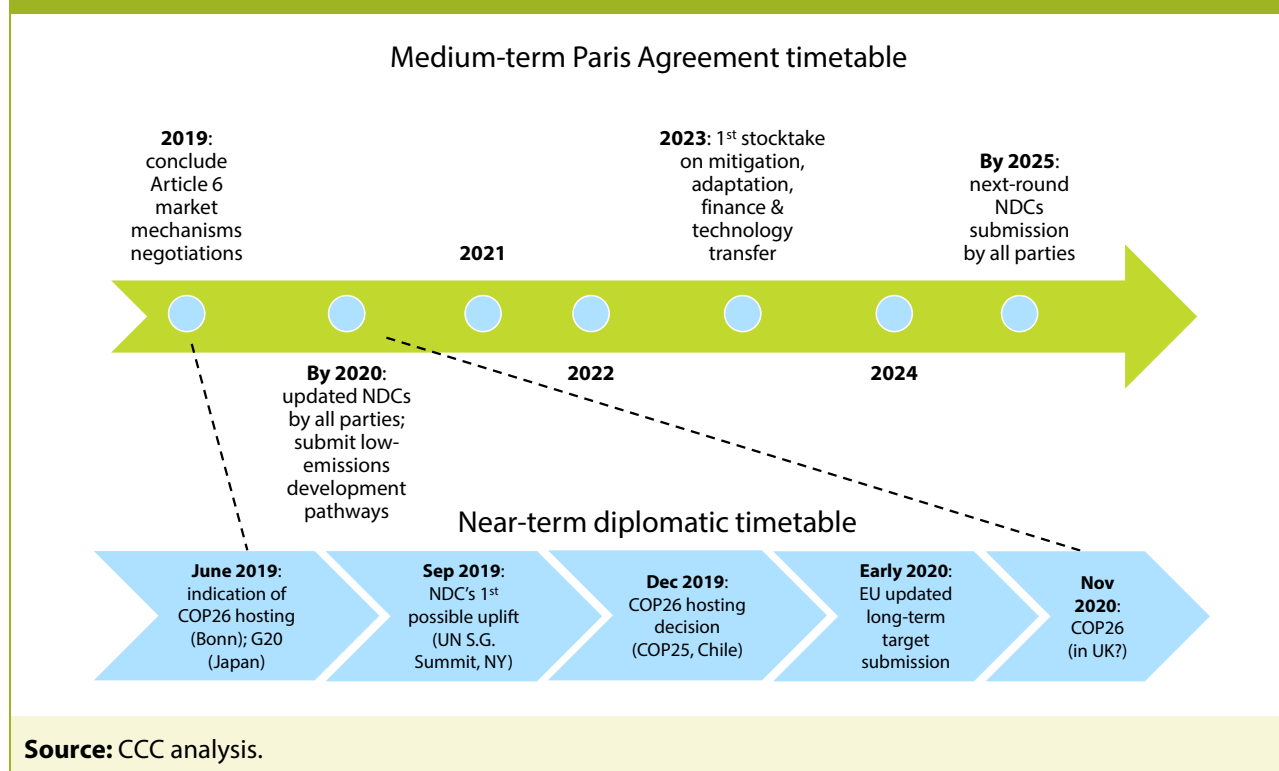 Medium-term Paris Agreement timetable
2019:
conclude
Article 6
market
mechanisms
negotiations
By 2020:
updated NDCs
by all parties;
submit low-
emissions
development
pathways
2021
2022
2023: 1st stocktake
on mitigation,
adaptation,
finance &
technology
transfer
2024
By 2025:
next-round
NDCs
submission
by all parties
Near-term diplomatic timetable
June 2019:
indication of
COP26 hosting
(Bonn); G20
(Japan)
Sep 2019:
NDC's 1st
possible uplift
(UN S.G.
Summit, NY)
Dec 2019:
COP26 hosting
decision
(COP25, Chile)
Early 2020:
EU updated
long-term
target
submission
Nov
2020:
COP26
(in UK?)
Source: CCC analysis.